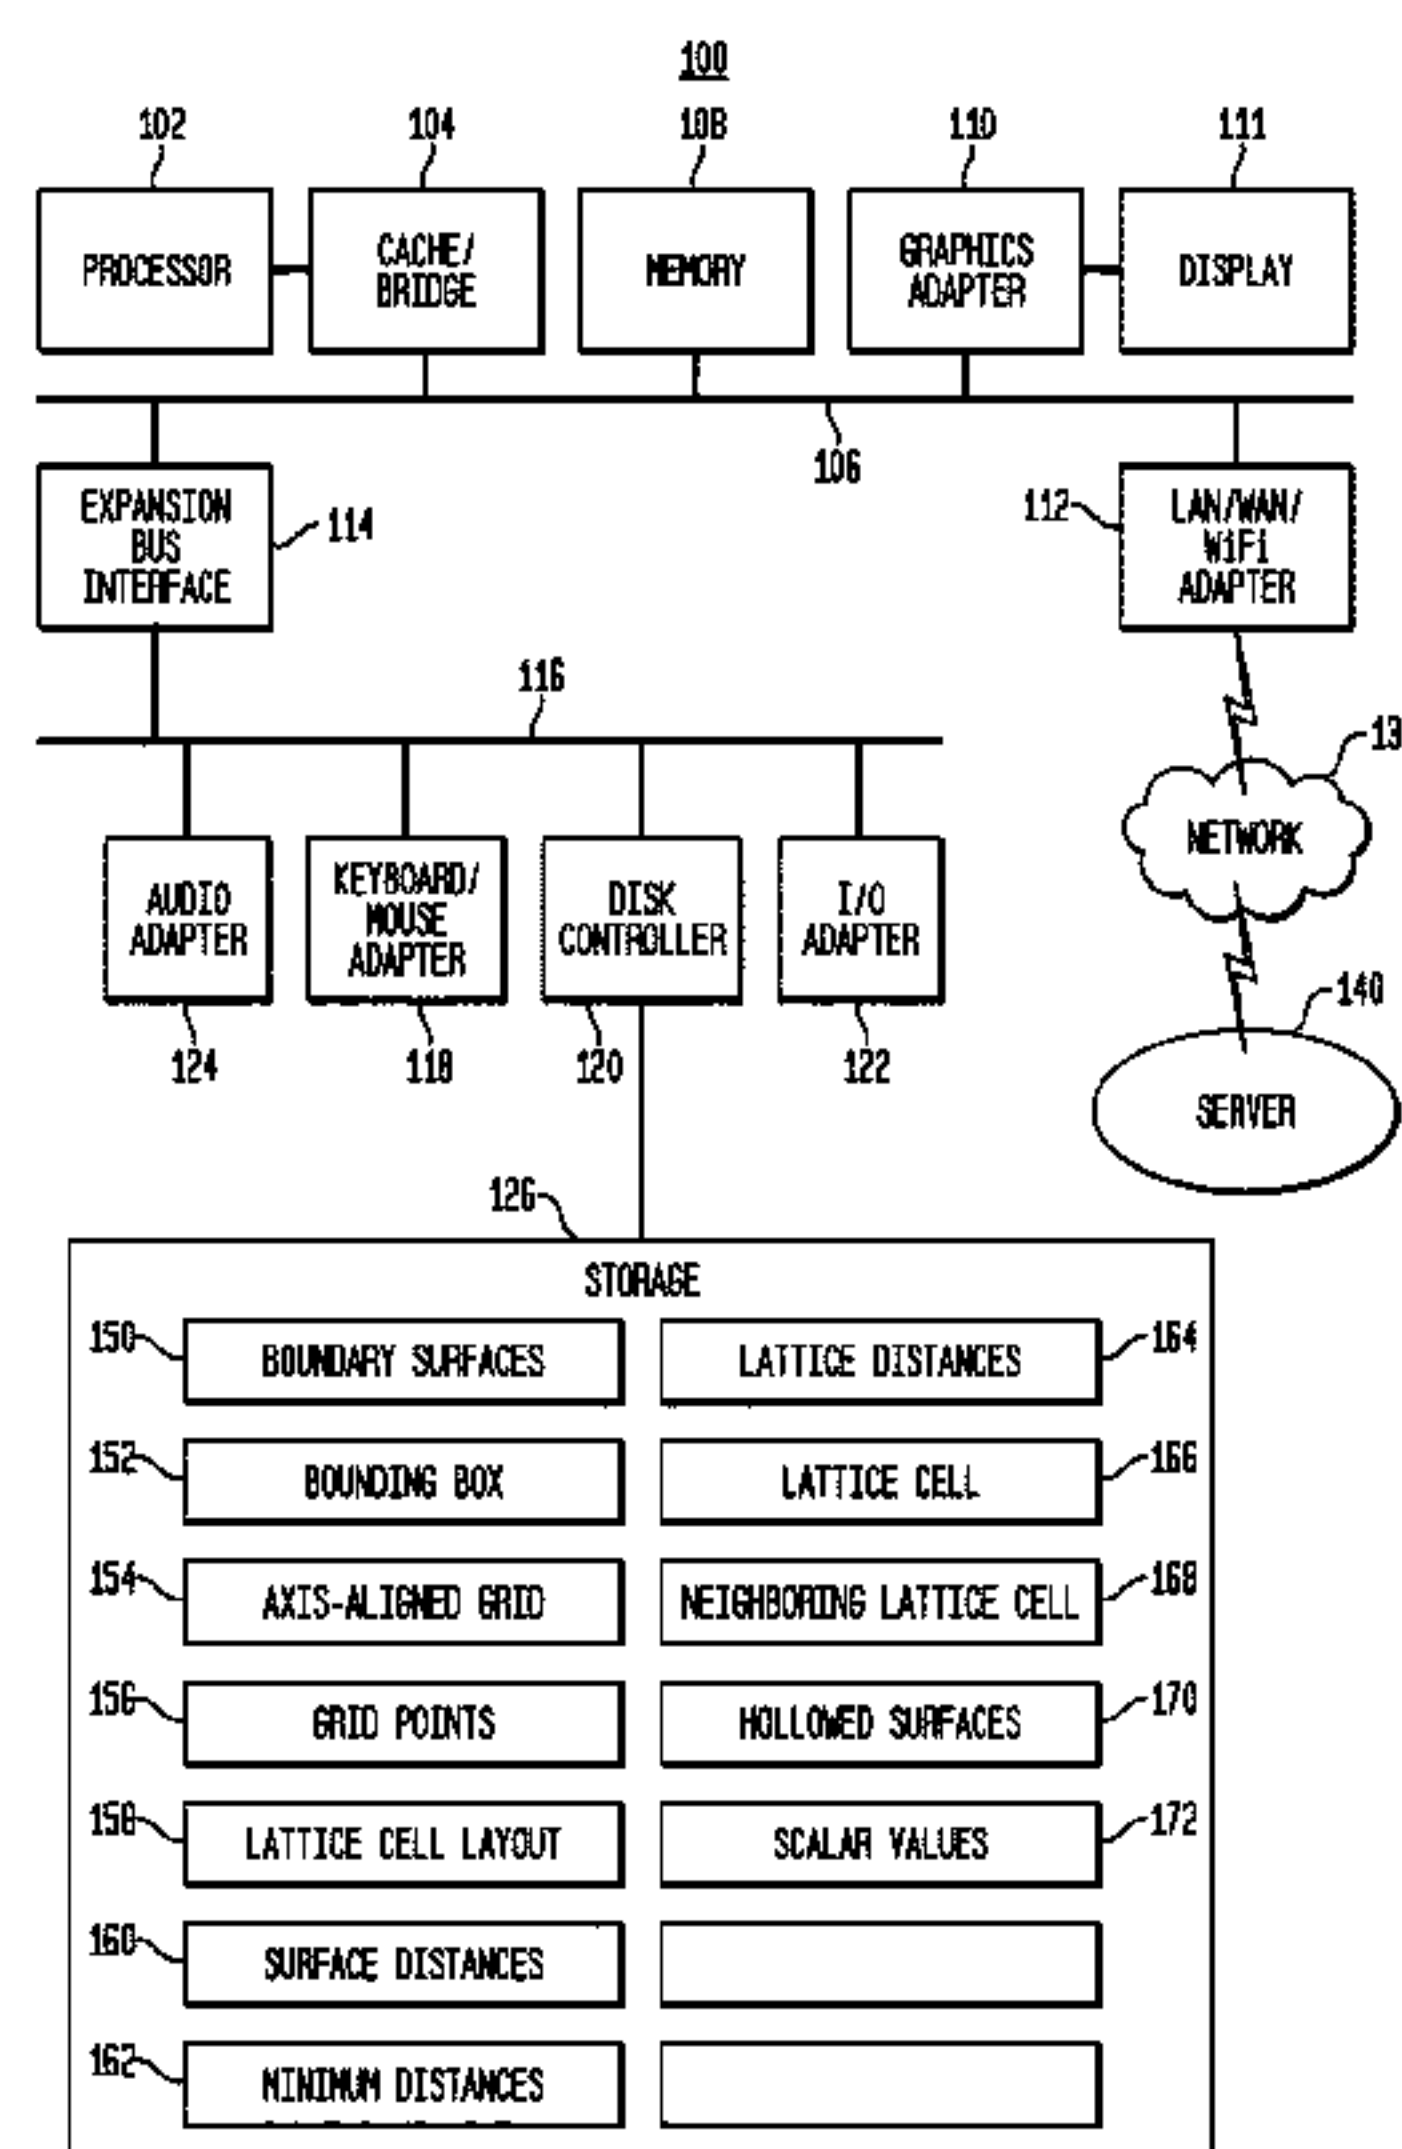 100
102
104
108
110
111
PROCESSOR
CACHE/
BRIDGE
MEMORY
GRAPHICS
ADAPTER
DISPLAY
106
EXPANSION
BUS
INTERFACE
114
112
LAN/WAN/
WiFi
ADAPTER
116
13
NETWORK
AUDIO
ADAPTER
KEYBOARD/
MOUSE
ADAPTER
DISK
CONTROLLER
I/O
ADAPTER
124
118
120
122
140
SERVER
126
STORAGE
150
BOUNDARY SURFACES
LATTICE DISTANCES
164
152
BOUNDING BOX
LATTICE CELL
166
154
AXIS-ALIGNED GRID
NEIGHBORING LATTICE CELL
168
156
GRID POINTS
HOLLOWED SURFACES
170
158
LATTICE CELL LAYOUT
SCALAR VALUES
172
160
SURFACE DISTANCES
162
MINIMUM DISTANCES